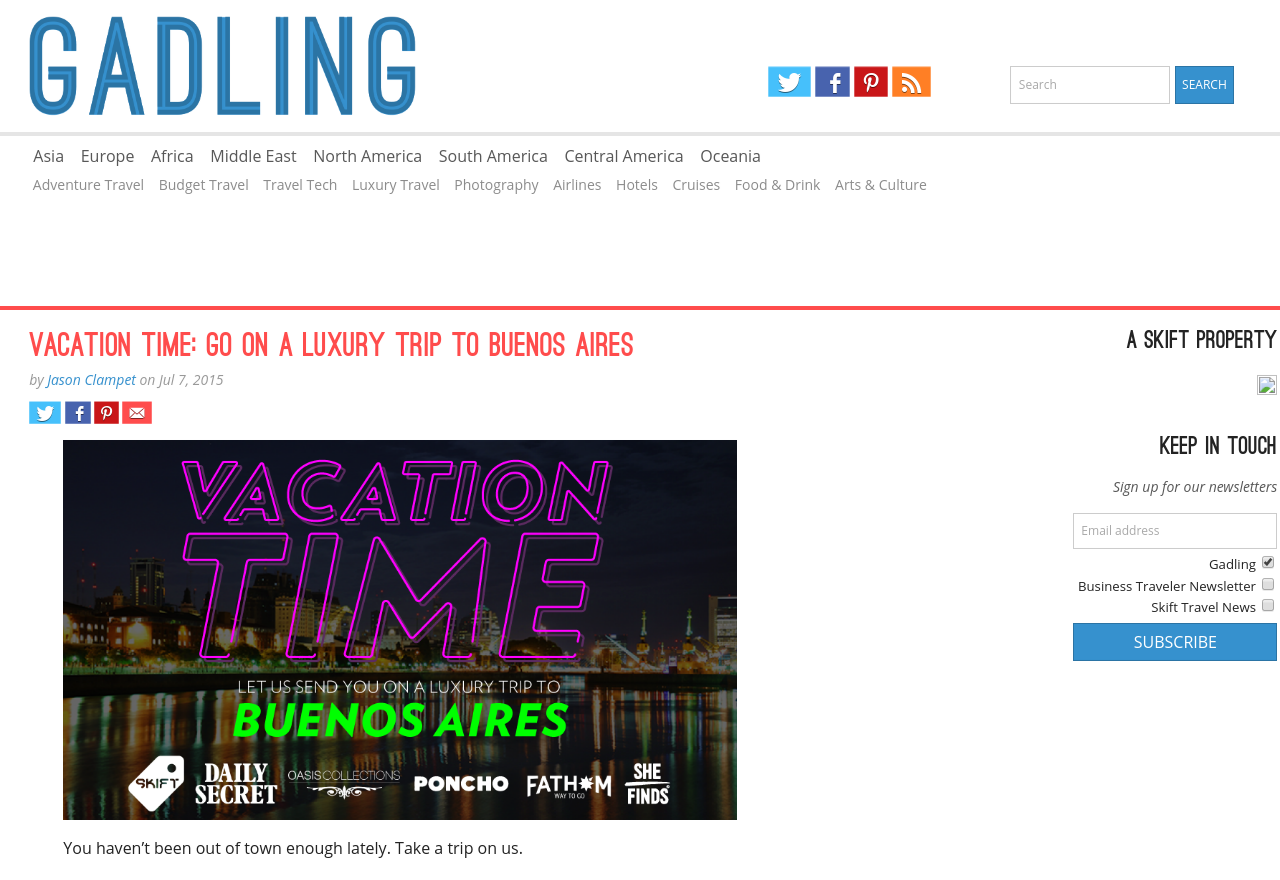 GADLING
Search
SEARCH
Asia Europe Africa Middle East North America South America Central America Oceania
Adventure Travel Budget Travel Travel Tech Luxury Travel Photography Airlines Hotels Cruises Food & Drink Arts & Culture
VACATION TIME: GO ON A LUXURY TRIP TO BUENOS AIRES
by Jason Clampet on Jul 7, 2015
VACATION
TIME
LET US SEND YOU ON A LUXURY TRIP TO
BUENOS AIRES
SKIFT
DAILY
SECRET
OASIS COLLECTIONS
PONCHO
FATHOM
WAY TO GO
SHE
FINDS
You haven’t been out of town enough lately. Take a trip on us.
A SKIFT PROPERTY
KEEP IN TOUCH
Sign up for our newsletters
Email address
Gadling
Business Traveler Newsletter
Skift Travel News
SUBSCRIBE